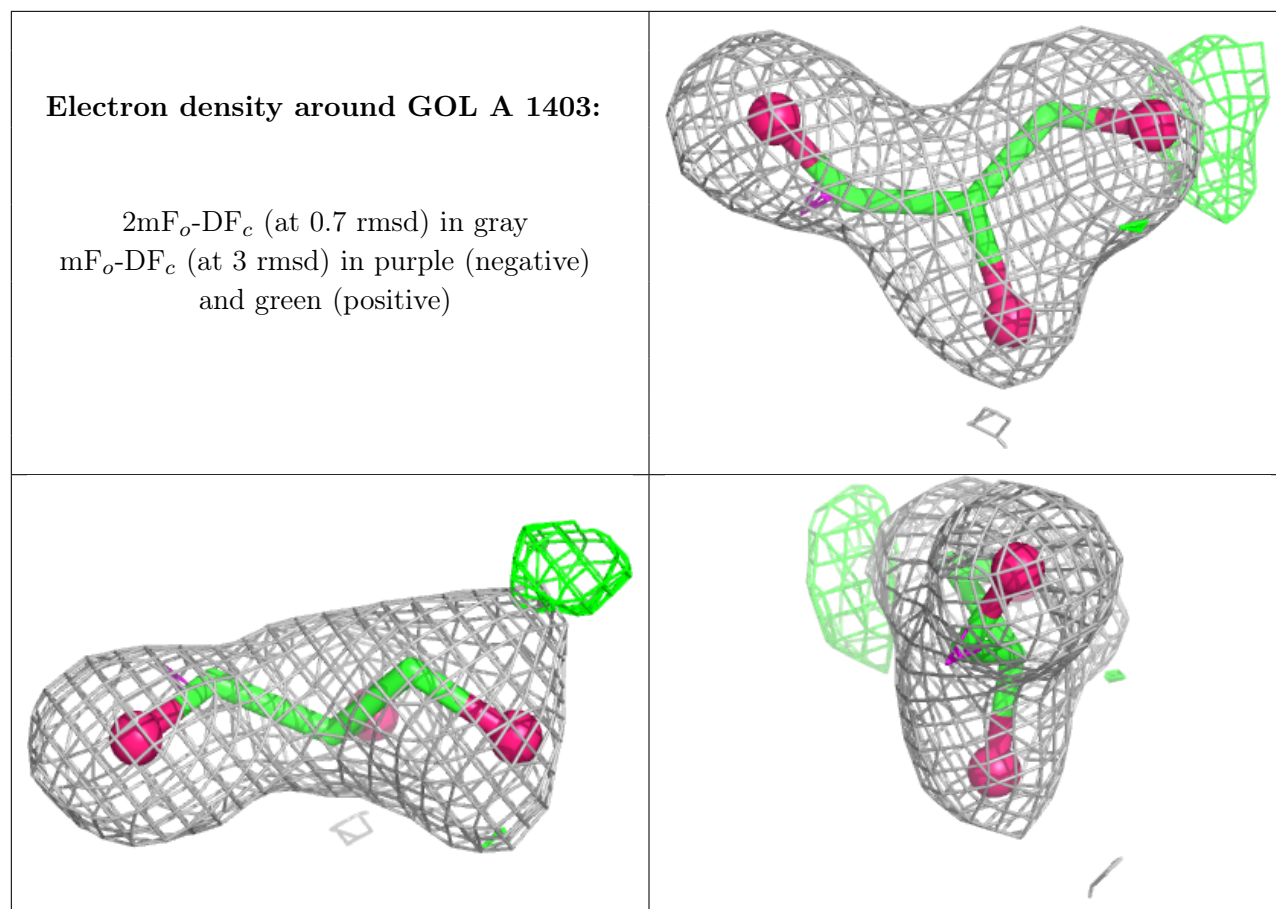 Electron density around GOL A 1403:
2mFo-DFc (at 0.7 rmsd) in gray
mFo-DFc (at 3 rmsd) in purple (negative)
and green (positive)